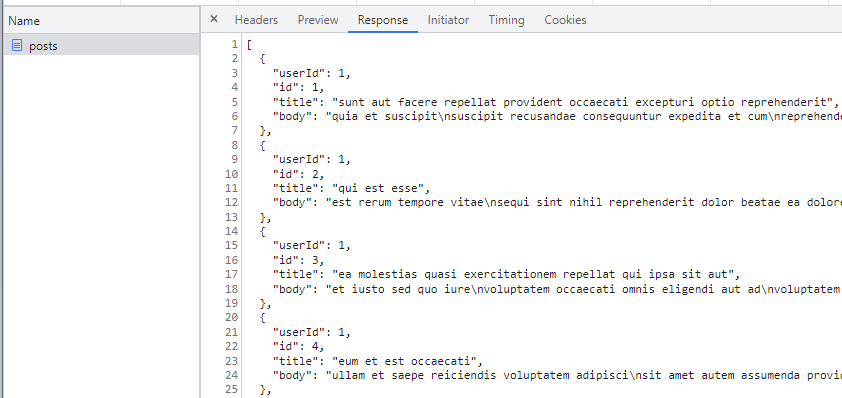 Name
× Headers Preview Response Initiator Timing Cookies
posts
1 [
2 {
3 "userId": 1,
4 "id": 1,
5 "title": "sunt aut facere repellat provident occaecati excepturi optio reprehenderit",
6 "body": "quia et suscipit\nsuscipit recusandae consequuntur expedita et cum\nreprehende
7 },
8 {
9 "userId": 1,
10 "id": 2,
11 "title": "qui est esse",
12 "body": "est rerum tempore vitae\nsequi sint nihil reprehenderit dolor beatae ea dolore
13 },
14 {
15 "userId": 1,
16 "id": 3,
17 "title": "ea molestias quasi exercitationem repellat qui ipsa sit aut",
18 "body": "et iusto sed quo iure\nvoluptatem occaecati omnis eligendi aut ad\nvoluptatem
19 },
20 {
21 "userId": 1,
22 "id": 4,
23 "title": "eum et est occaecati",
24 "body": "ullam et saepe reiciendis voluptatem adipisci\nsit amet autem assumenda provid
25 },